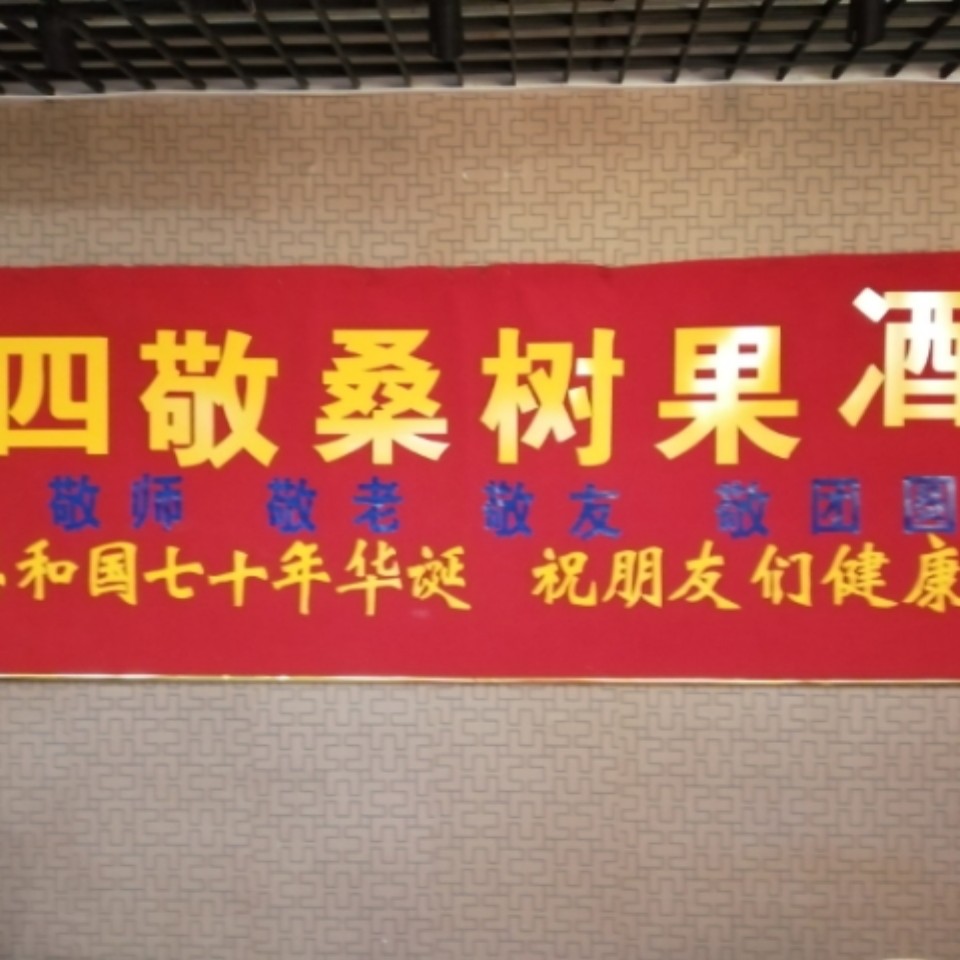 四敬桑树果酒
敬师 敬老 敬友 敬团圆
和国七十年华诞 祝朋友们健康